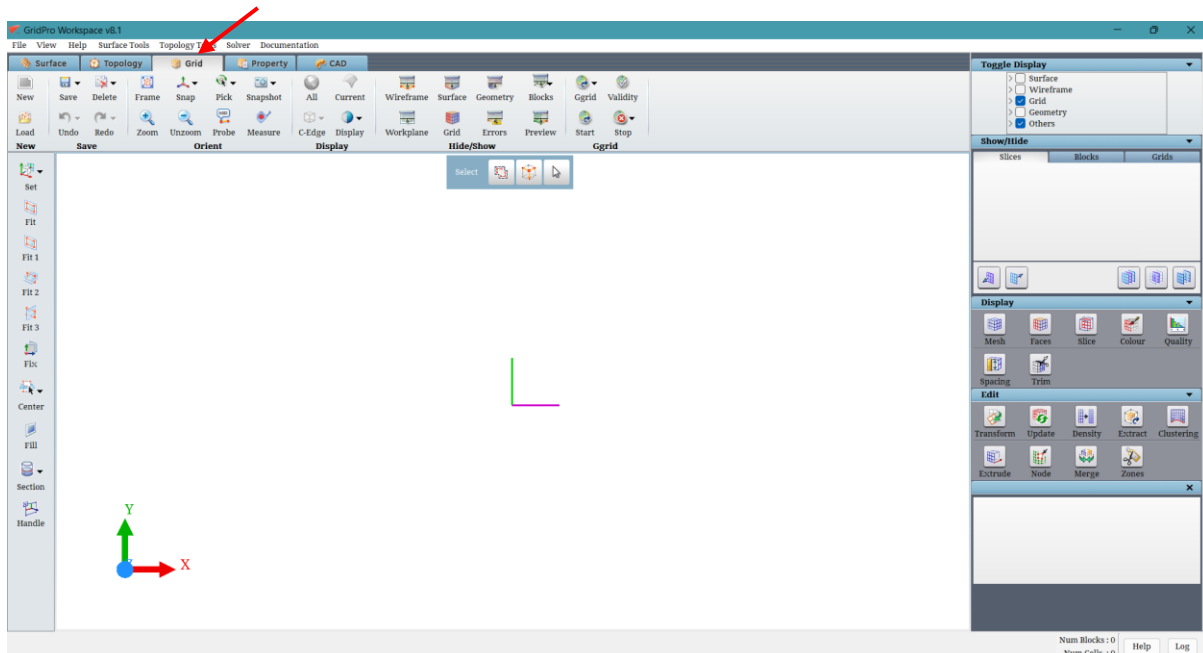 GridPro Workspace v8.1
File View Help Surface Tools Topology Solver Documentation
Surface Topology Grid Property CAD
New Save Delete Frame Snap Pick Snapshot All Current Wireframe Surface Geometry Blocks Ggrid Validity
Load Undo Redo Zoom Unzoom Probe Measure C-Edge Display Workplane Grid Errors Preview Start Stop
New Save Orient Display Hide/Show Ggrid
Select
Set
Fit
Fit 1
Fit 2
Fit 3
Fix
Center
Fill
Section
Handle
Y
X
Toggle Display
Surface
Wireframe
Grid
Geometry
Others
Show/Hide
Slices Blocks Grids
Display
Mesh Faces Slice Colour Quality
Spacing Trim
Edit
Transform Update Density Extract Clustering
Extrude Node Merge Zones
Num Blocks : 0
Num Cells : 0
Help Log